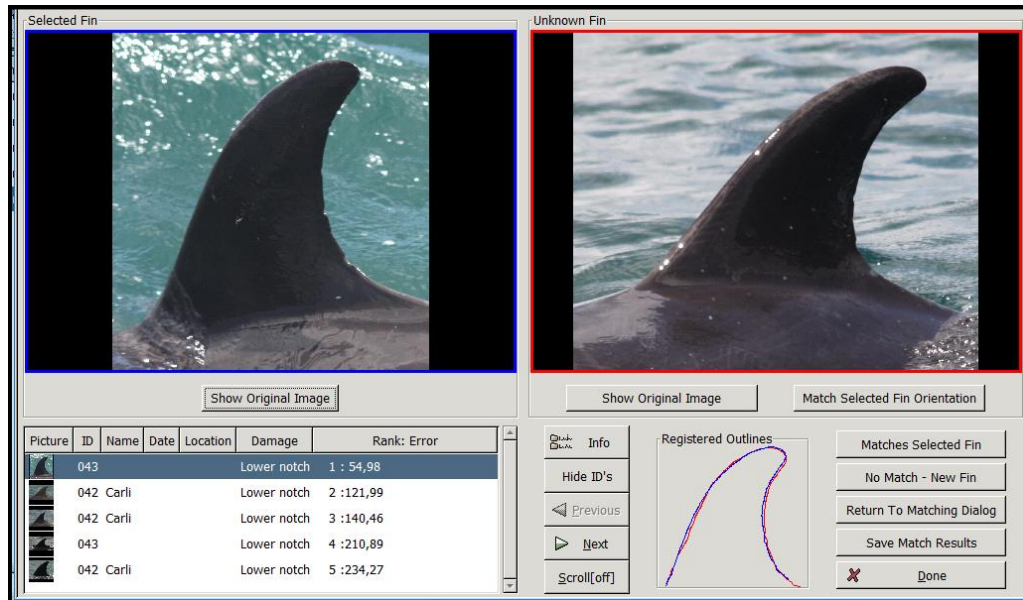 Selected Fin
Unknown Fin
Show Original Image
Show Original Image
Match Selected Fin Orientation
Picture ID Name Date Location Damage Rank: Error
043 Lower notch 1 : 54,98
042 Carli Lower notch 2 :121,99
042 Carli Lower notch 3 :140,46
043 Lower notch 4 :210,89
042 Carli Lower notch 5 :234,27
Info
Hide ID's
Previous
Next
Scroll[off]
Registered Outlines
Matches Selected Fin
No Match - New Fin
Return To Matching Dialog
Save Match Results
Done